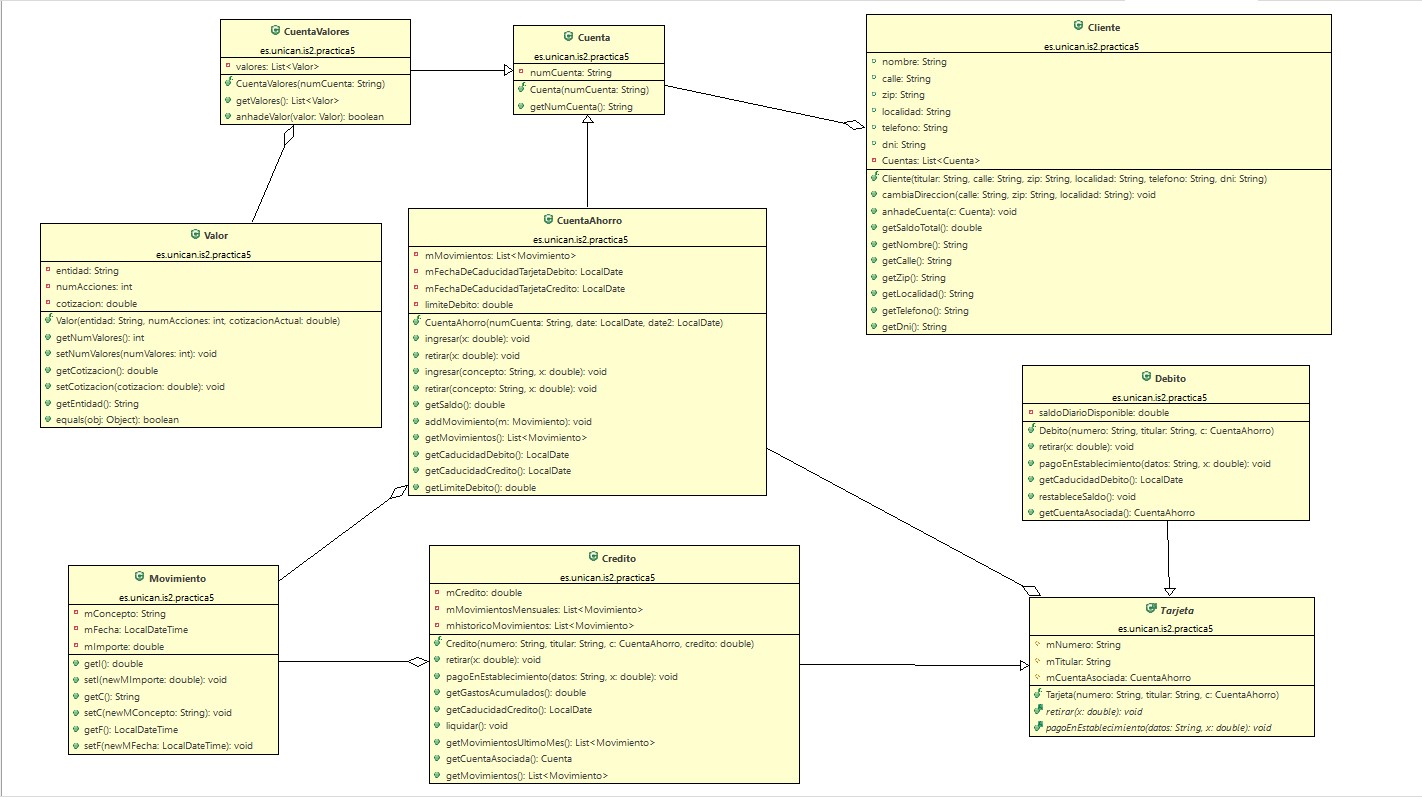 CuentaValores
es.unican.is2.practica5
valores: List<Valor>
CuentaValores(numCuenta: String)
getValores(): List<Valor>
anhadeValor(valor: Valor): boolean
Cuenta
es.unican.is2.practica5
numCuenta: String
Cuenta(numCuenta: String)
getNumCuenta(): String
Cliente
es.unican.is2.practica5
nombre: String
calle: String
zip: String
localidad: String
telefono: String
dni: String
Cuentas: List<Cuenta>
Cliente(titular: String, calle: String, zip: String, localidad: String, telefono: String, dni: String)
cambiaDireccion(calle: String, zip: String, localidad: String): void
anhadeCuenta(c: Cuenta): void
getSaldoTotal(): double
getNombre(): String
getCalle(): String
getZip(): String
getLocalidad(): String
getTelefono(): String
getDni(): String
Valor
es.unican.is2.practica5
entidad: String
numAcciones: int
cotizacion: double
Valor(entidad: String, numAcciones: int, cotizacionActual: double)
getNumValores(): int
setNumValores(numValores: int): void
getCotizacion(): double
setCotizacion(cotizacion: double): void
getEntidad(): String
equals(obj: Object): boolean
CuentaAhorro
es.unican.is2.practica5
mMovimientos: List<Movimiento>
mFechaDeCaducidadTarjetaDebito: LocalDate
mFechaDeCaducidadTarjetaCredito: LocalDate
limiteDebito: double
CuentaAhorro(numCuenta: String, date: LocalDate, date2: LocalDate)
ingresar(x: double): void
retirar(x: double): void
ingresar(concepto: String, x: double): void
retirar(concepto: String, x: double): void
getSaldo(): double
addMovimiento(m: Movimiento): void
getMovimientos(): List<Movimiento>
getCaducidadDebito(): LocalDate
getCaducidadCredito(): LocalDate
getLimiteDebito(): double
Debito
es.unican.is2.practica5
saldoDiarioDisponible: double
Debito(numero: String, titular: String, c: CuentaAhorro)
retirar(x: double): void
pagoEnEstablecimiento(datos: String, x: double): void
getCaducidadDebito(): LocalDate
restableceSaldo(): void
getCuentaAsociada(): CuentaAhorro
Movimiento
es.unican.is2.practica5
mConcepto: String
mFecha: LocalDateTime
mImporte: double
getI(): double
setI(newMImporte: double): void
getC(): String
setC(newMConcepto: String): void
getF(): LocalDateTime
setF(newMFecha: LocalDateTime): void
Credito
es.unican.is2.practica5
mCredito: double
mMovimientosMensuales: List<Movimiento>
mhistoricoMovimientos: List<Movimiento>
Credito(numero: String, titular: String, c: CuentaAhorro, credito: double)
retirar(x: double): void
pagoEnEstablecimiento(datos: String, x: double): void
getGastosAcumulados(): double
getCaducidadCredito(): LocalDate
liquidar(): void
getMovimientosUltimoMes(): List<Movimiento>
getCuentaAsociada: Cuenta
getMovimientos(): List<Movimiento>
Tarjeta
es.unican.is2.practica5
mNumero: String
mTitular: String
mCuentaAsociada: CuentaAhorro
Tarjeta(numero: String, titular: String, c: CuentaAhorro)
retirar(x: double): void
pagoEnEstablecimiento(datos: String, x: double): void